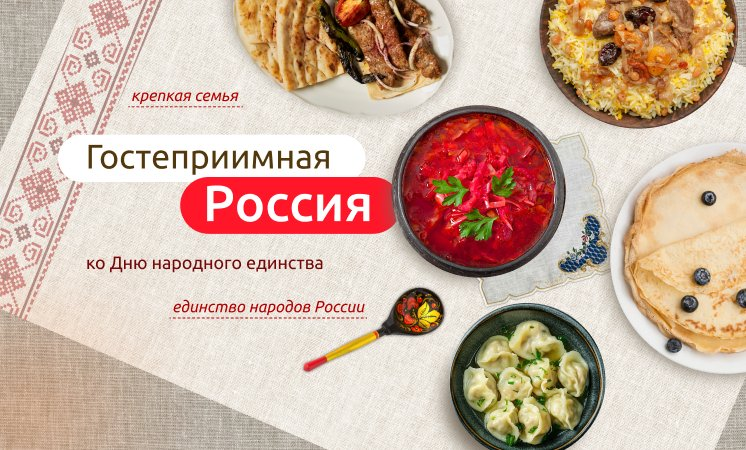 крепкая семья
Гостеприимная
Россия
ко Дню народного единства
единство народов России